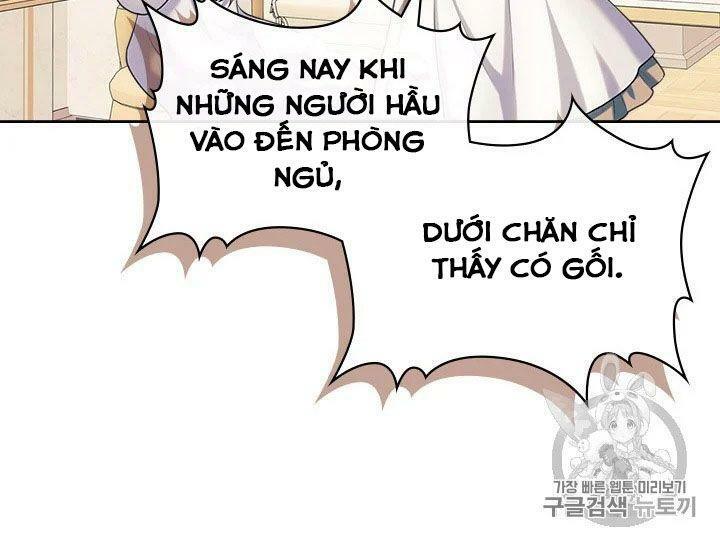 SÁNG NAY KHI
NHỮNG NGƯỜI HẦU
VÀO ĐẾN PHÒNG
NGỦ,
DƯỚI CHĂN CHỈ
THẤY CÓ GỐI.
가장 빠른 웹툰 미리보기
구글검색 뉴토끼